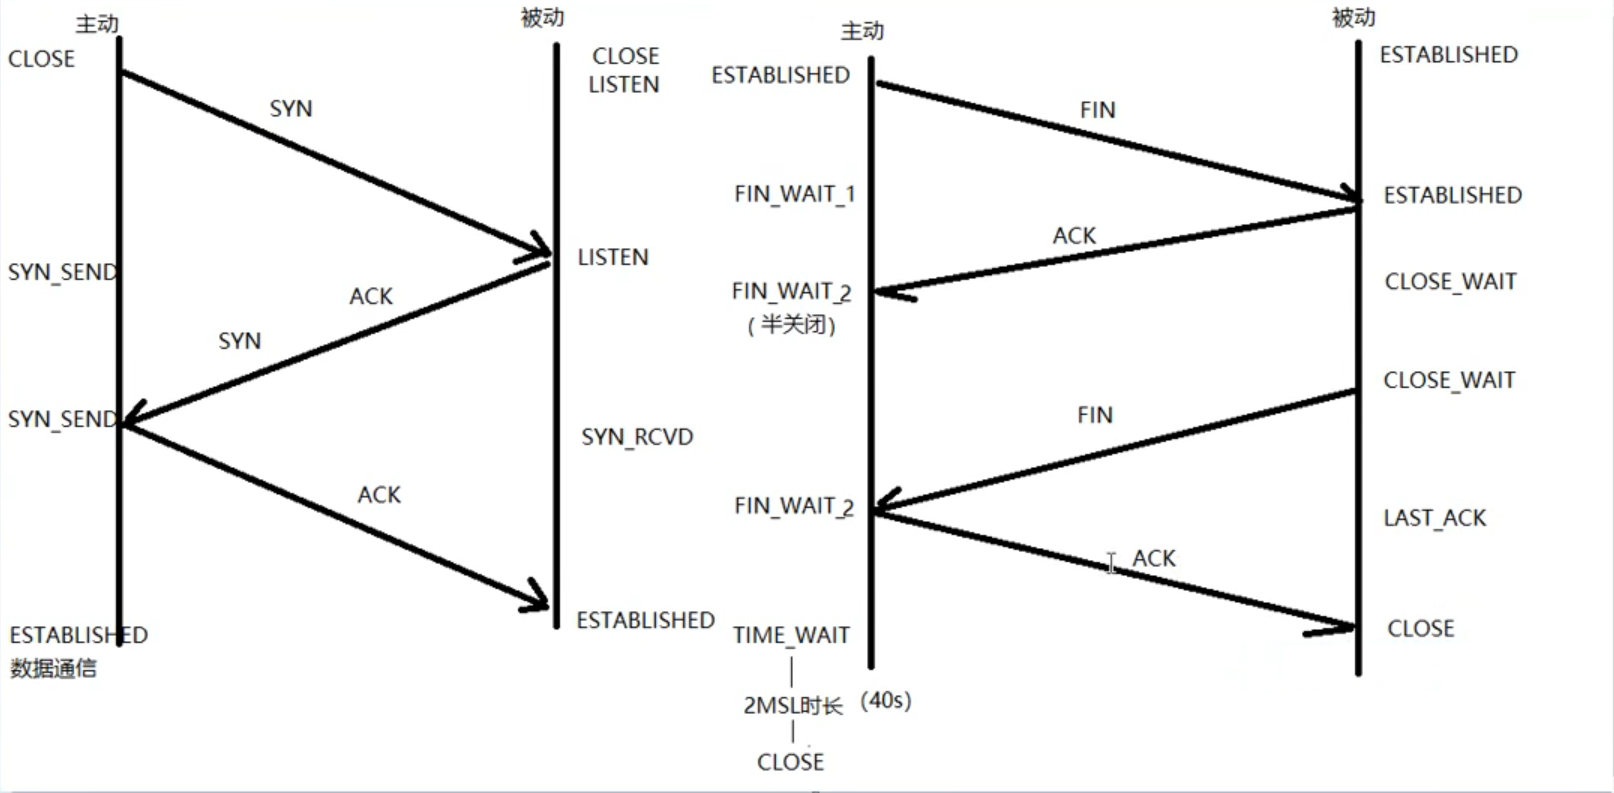 主动
被动
CLOSE
CLOSE
LISTEN
SYN
LISTEN
SYN_SEND
ACK
SYN
SYN_SEND
SYN_RCVD
ACK
ESTABLISHED
ESTABLISHED
数据通信
主动
被动
ESTABLISHED
ESTABLISHED
FIN
FIN_WAIT_1
ESTABLISHED
ACK
FIN_WAIT_2
(半关闭)
CLOSE_WAIT
CLOSE_WAIT
FIN
FIN_WAIT_2
LAST_ACK
ACK
TIME_WAIT
CLOSE
2MSL时长 (40s)
CLOSE